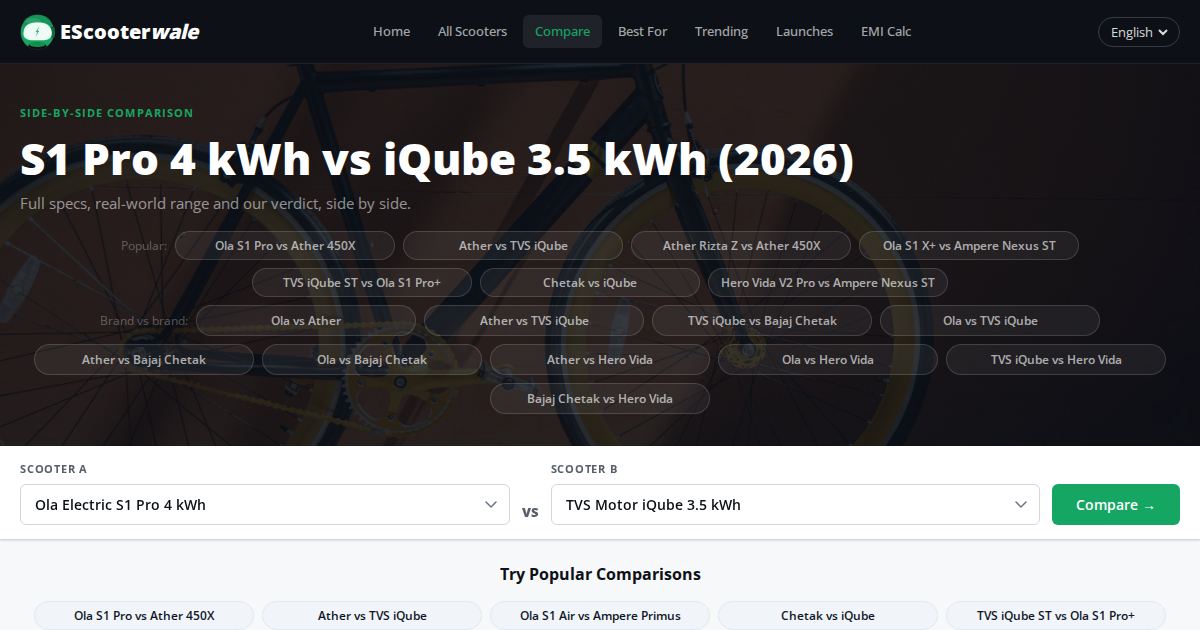 EScooterwale
Home All Scooters Compare Best For Trending Launches EMI Calc English
SIDE-BY-SIDE COMPARISON
S1 Pro 4 kWh vs iQube 3.5 kWh (2026)
Full specs, real-world range and our verdict, side by side.
Popular: Ola S1 Pro vs Ather 450X Ather vs TVS iQube Ather Rizta Z vs Ather 450X Ola S1 X+ vs Ampere Nexus ST
TVS iQube ST vs Ola S1 Pro+ Chetak vs iQube Hero Vida V2 Pro vs Ampere Nexus ST
Brand vs brand: Ola vs Ather Ather vs TVS iQube TVS iQube vs Bajaj Chetak Ola vs TVS iQube
Ather vs Bajaj Chetak Ola vs Bajaj Chetak Ather vs Hero Vida Ola vs Hero Vida TVS iQube vs Hero Vida
Bajaj Chetak vs Hero Vida
SCOOTER A SCOOTER B
Ola Electric S1 Pro 4 kWh vs TVS Motor iQube 3.5 kWh Compare →
Try Popular Comparisons
Ola S1 Pro vs Ather 450X Ather vs TVS iQube Ola S1 Air vs Ampere Primus Chetak vs iQube TVS iQube ST vs Ola S1 Pro+